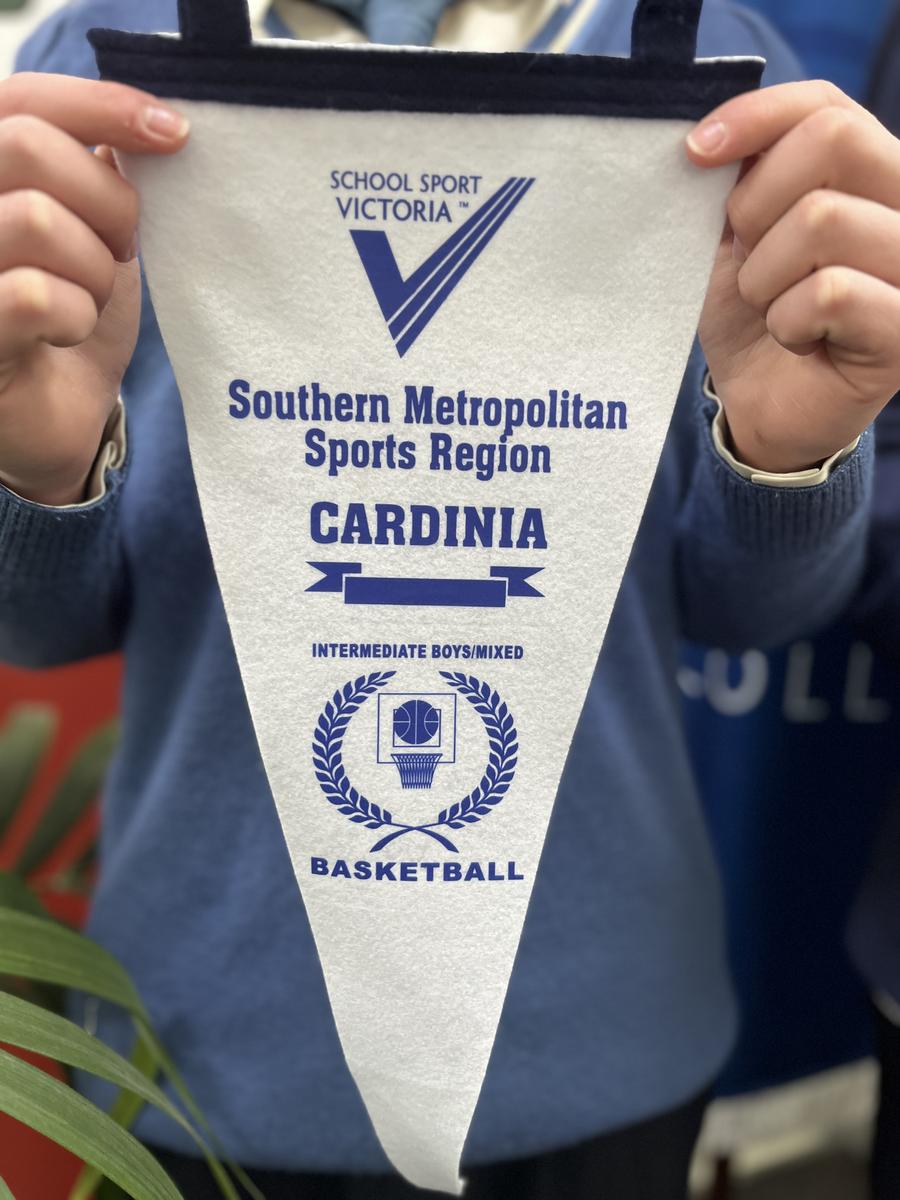 SCHOOL SPORT
VICTORIA™
Southern Metropolitan
Sports Region
CARDINIA
INTERMEDIATE BOYS/MIXED
BASKETBALL